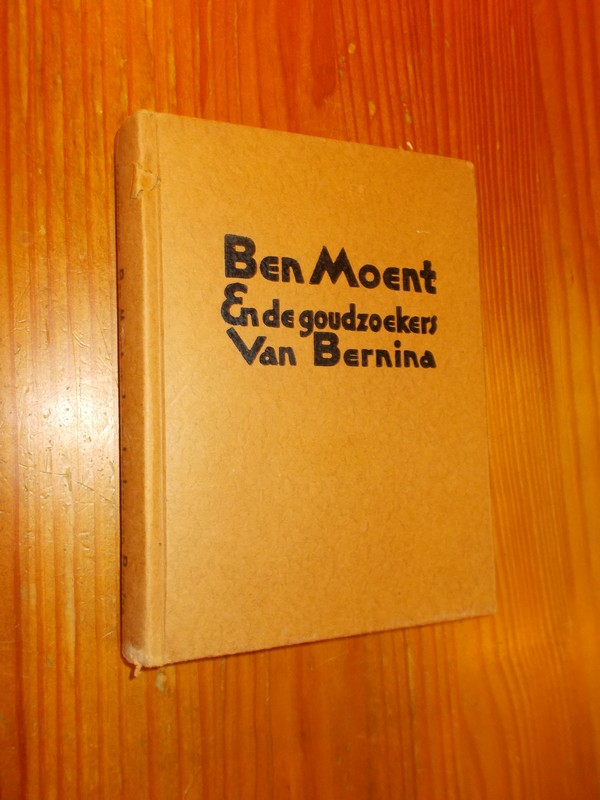 Ben Moent
En de goudzoekers
Van Bernina